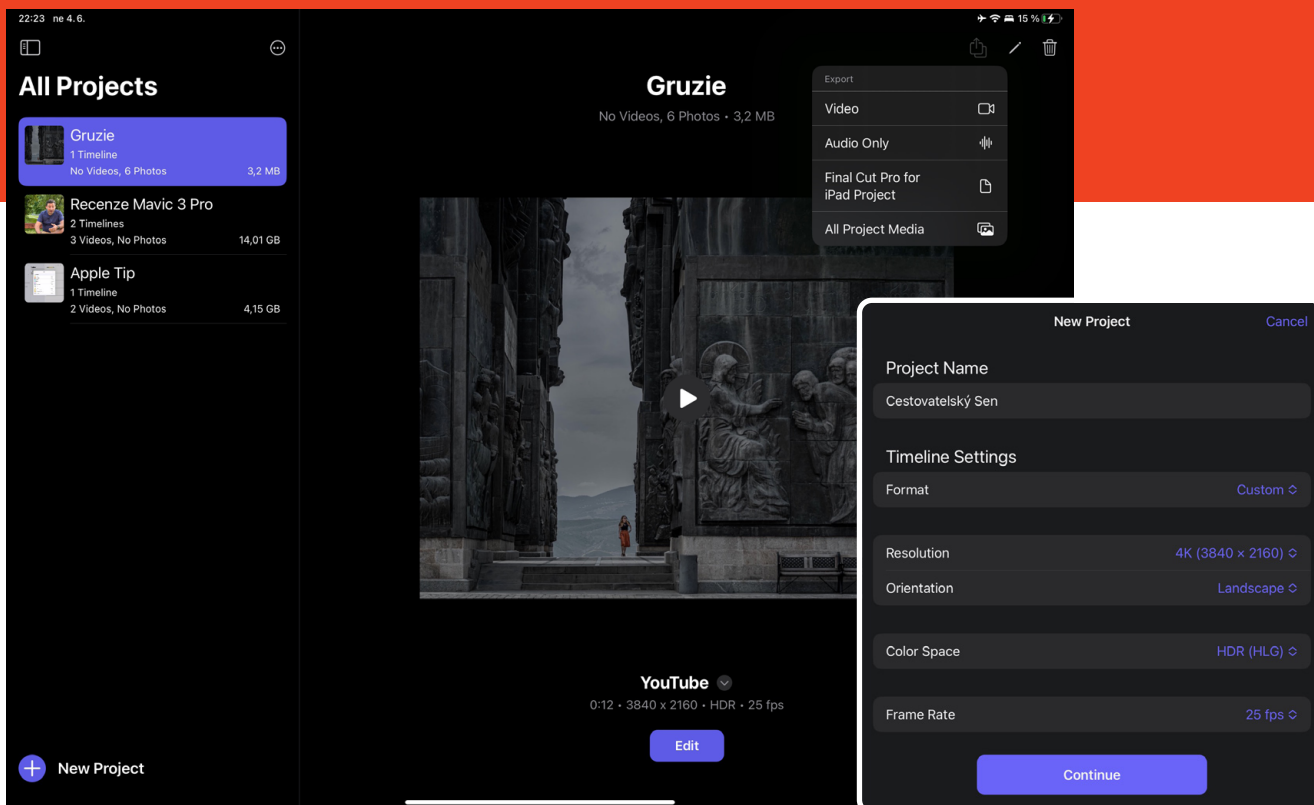 22:23 ne 4. 6.
15 %
All Projects
Gruzie
1 Timeline
No Videos, 6 Photos 3,2 MB
Recenze Mavic 3 Pro
2 Timelines
3 Videos, No Photos 14,01 GB
Apple Tip
1 Timeline
2 Videos, No Photos 4,15 GB
New Project
Gruzie
No Videos, 6 Photos • 3,2 MB
Export
Video
Audio Only
Final Cut Pro for
iPad Project
All Project Media
YouTube
0:12 • 3840 x 2160 • HDR • 25 fps
Edit
New Project Cancel
Project Name
Cestovatelský Sen
Timeline Settings
Format Custom
Resolution 4K (3840 × 2160)
Orientation Landscape
Color Space HDR (HLG)
Frame Rate 25 fps
Continue